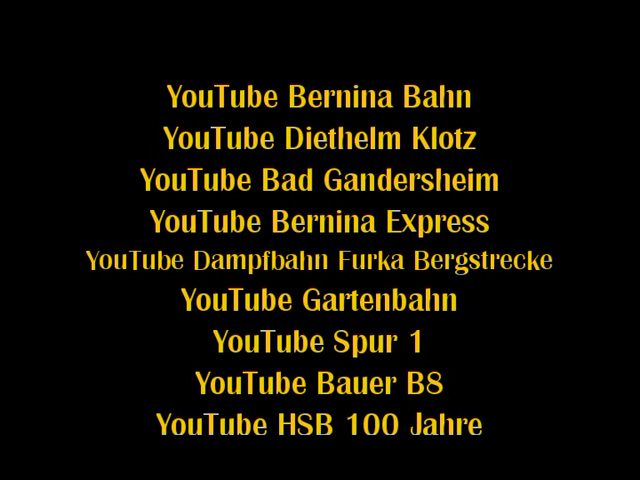 YouTube Bernina Bahn
YouTube Diethelm Klotz
YouTube Bad Gandersheim
YouTube Bernina Express
YouTube Dampfbahn Furka Bergstrecke
YouTube Gartenbahn
YouTube Spur 1
YouTube Bauer B8
YouTube HSB 100 Jahre